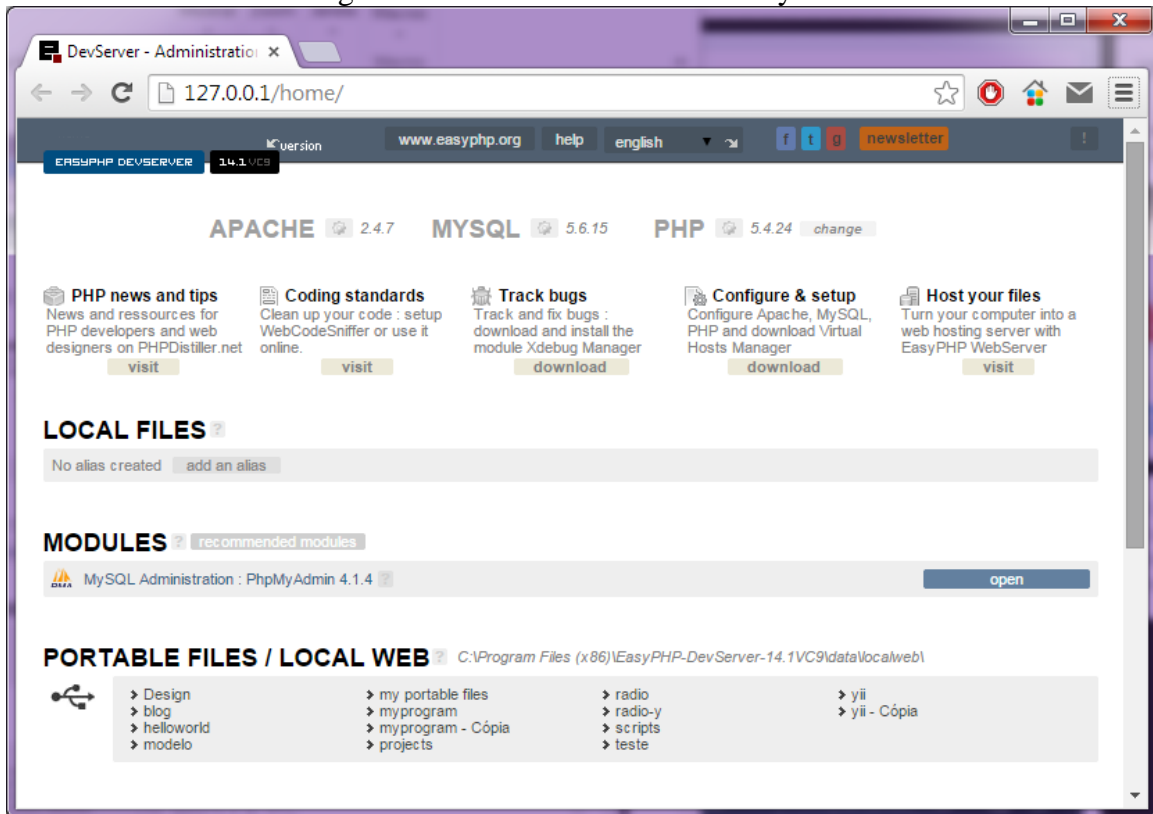 DevServer - Administratio
127.0.0.1/home/
version www.easyphp.org help english f t g newsletter !
EASYPHP DEVSERVER 14.1 VC9
APACHE 2.4.7 MYSQL 5.6.15 PHP 5.4.24 change
PHP news and tips
News and ressources for
PHP developers and web
designers on PHPDistiller.net
visit
Coding standards
Clean up your code : setup
WebCodeSniffer or use it
online.
visit
Track bugs
Track and fix bugs :
download and install the
module Xdebug Manager
download
Configure & setup
Configure Apache, MySQL,
PHP and download Virtual
Hosts Manager
download
Host your files
Turn your computer into a
web hosting server with
EasyPHP WebServer
visit
LOCAL FILES ?
No alias created add an alias
MODULES ? recommended modules
PMA MySQL Administration : PhpMyAdmin 4.1.4 ? open
PORTABLE FILES / LOCAL WEB ? C:\Program Files (x86)\EasyPHP-DevServer-14.1VC9\data\localweb\
Design
blog
helloworld
modelo
my portable files
myprogram
myprogram - Cópia
projects
radio
radio-y
scripts
teste
yii
yii - Cópia